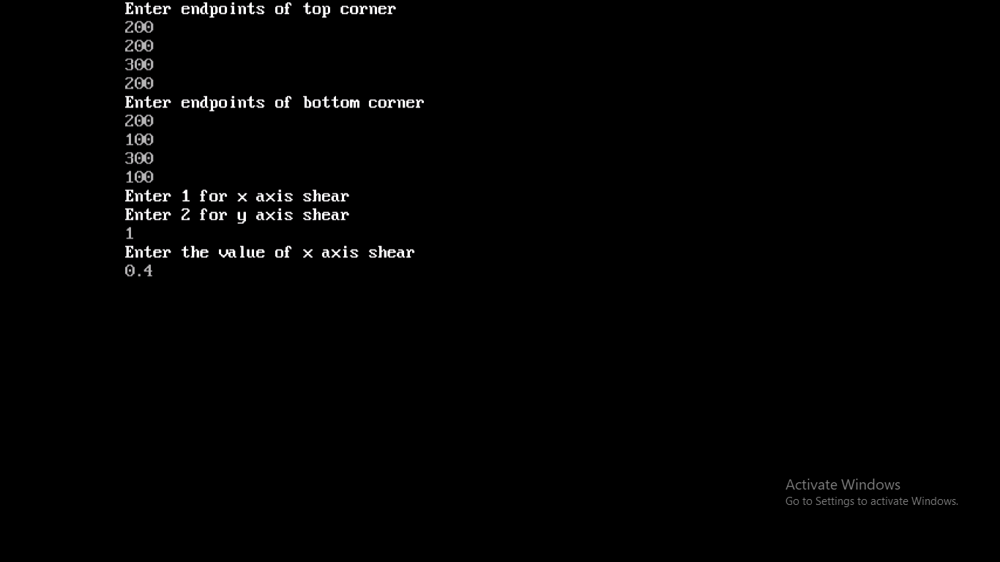 Enter endpoints of top corner
200
200
300
200
Enter endpoints of bottom corner
200
100
300
100
Enter 1 for x axis shear
Enter 2 for y axis shear
1
Enter the value of x axis shear
0.4
Activate Windows
Go to Settings to activate Windows.